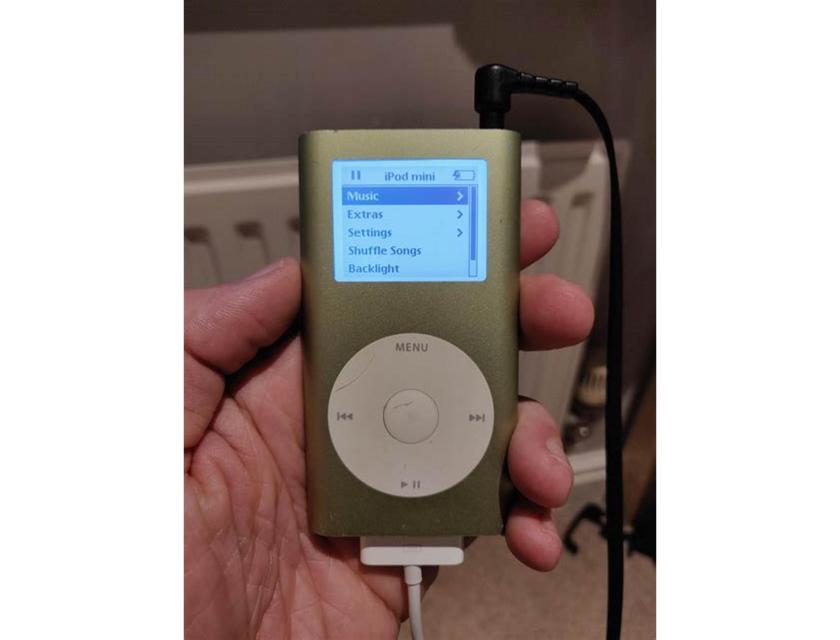 iPod mini
Music
Extras
Settings
Shuffle Songs
Backlight
MENU